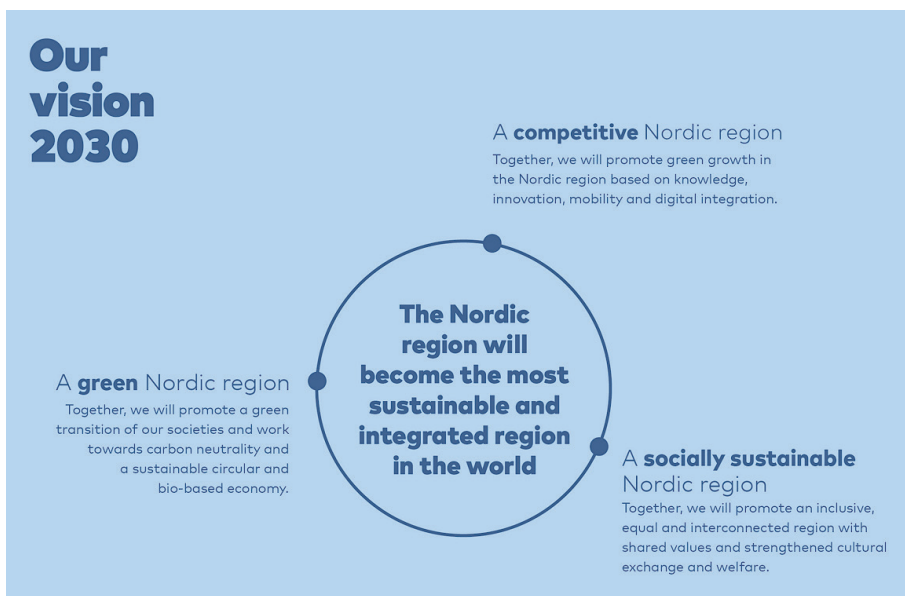 Our
vision
2030
A competitive Nordic region
Together, we will promote green growth in
the Nordic region based on knowledge,
innovation, mobility and digital integration.
The Nordic
region will
become the most
sustainable and
integrated region
in the world
A green Nordic region
Together, we will promote a green
transition of our societies and work
towards carbon neutrality and
a sustainable circular and
bio-based economy.
A socially sustainable
Nordic region
Together, we will promote an inclusive,
equal and interconnected region with
shared values and strengthened cultural
exchange and welfare.